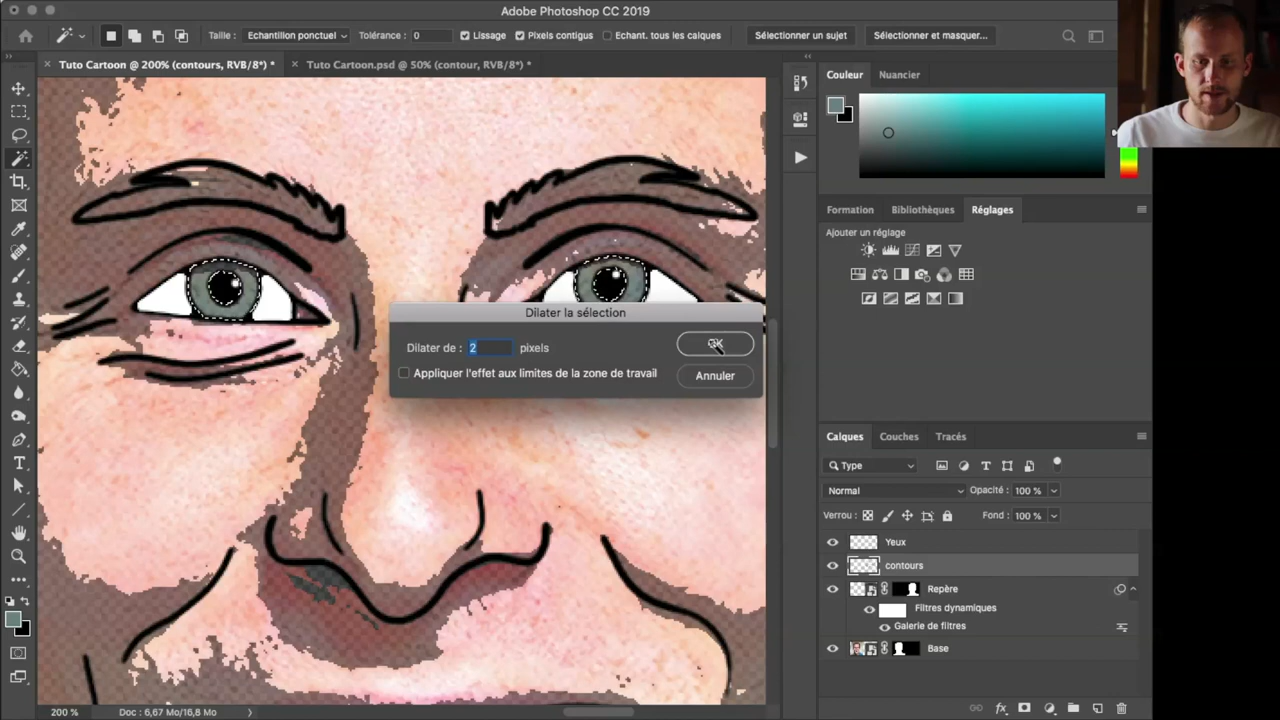 Adobe Photoshop CC 2019
Taille : Echantillon ponctuel Tolérance : 0 Lissage Pixels contigus Echant. tous les calques Sélectionner un sujet Sélectionner et masquer...
Tuto Cartoon @ 200% (contours, RVB/8*) * Tuto Cartoon.psd @ 50% (contour, RVB/8*) *
Couleur Nuancier
Formation Bibliothèques Réglages
Ajouter un réglage
Dilater la sélection
Dilater de : 2 pixels OK
Appliquer l'effet aux limites de la zone de travail Annuler
Calques Couches Tracés
Type
Normal Opacité : 100 %
Verrou : Fond : 100 %
Yeux
contours
Repère
Filtres dynamiques
Galerie de filtres
Base
200 % Doc : 6,67 Mo/16,8 Mo